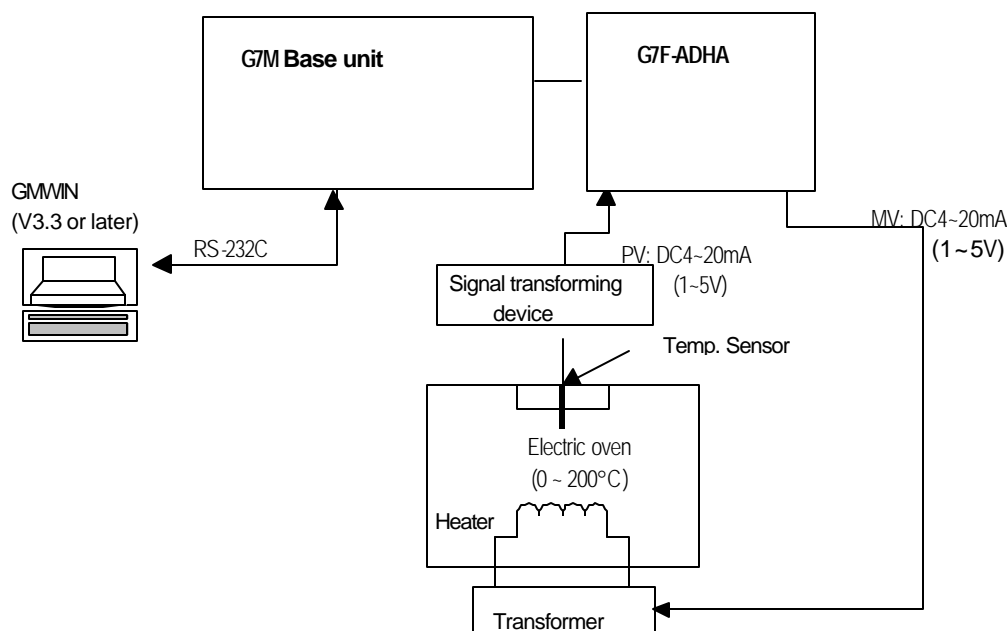 G7M Base unit
G7F-ADHA
GMWIN
(V3.3 or later)
RS-232C
MV: DC4~20mA
(1~5V)
PV: DC4~20mA
(1~5V)
Signal transforming
device
Temp. Sensor
Electric oven
(0 ~ 200°C)
Heater
Transformer